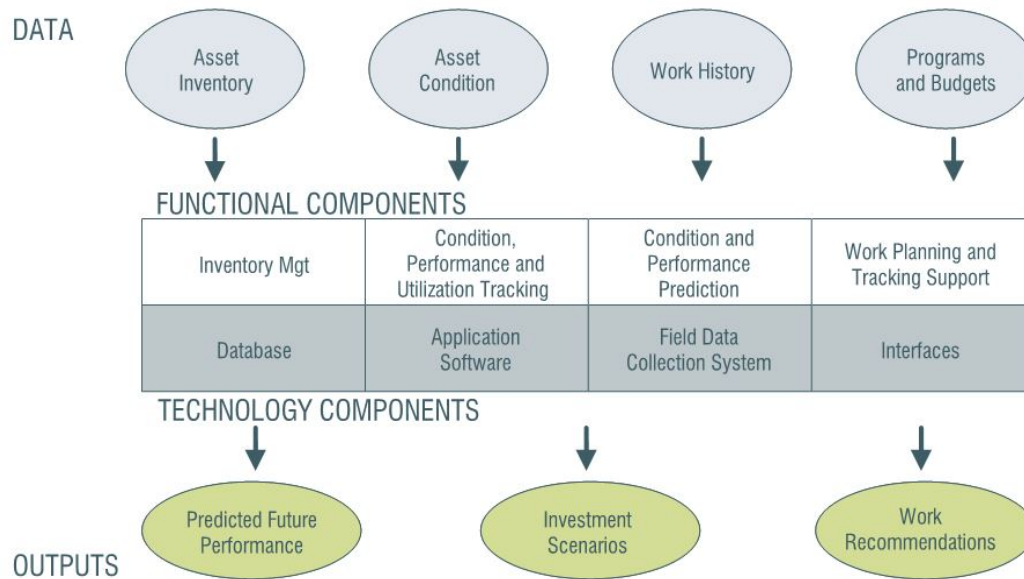 DATA
Asset
Inventory
Asset
Condition
Work History
Programs
and Budgets
FUNCTIONAL COMPONENTS
Inventory Mgt
Condition,
Performance and
Utilization Tracking
Condition and
Performance
Prediction
Work Planning and
Tracking Support
Database
Application
Software
Field Data
Collection System
Interfaces
TECHNOLOGY COMPONENTS
Predicted Future
Performance
Investment
Scenarios
Work
Recommendations
OUTPUTS